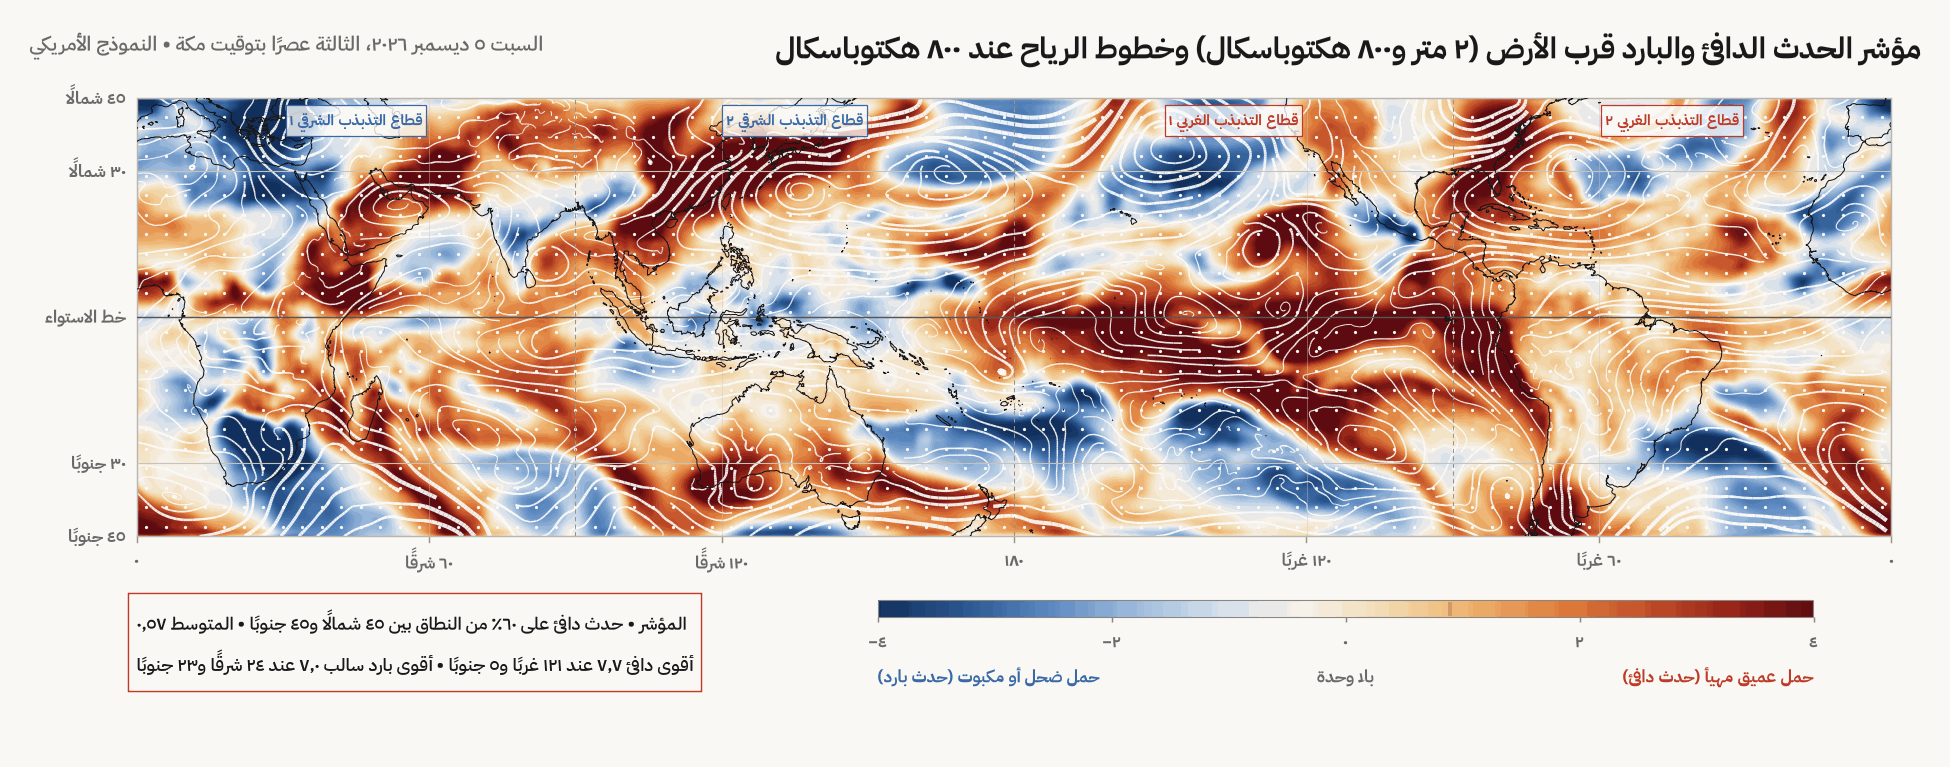 مؤشر الحدث الدافئ والبارد قرب الأرض (٢ متر و٨٠٠ هكتوباسكال) وخطوط الرياح عند ٨٠٠ هكتوباسكال
السبت ٥ ديسمبر ٢٠٢٦، الثالثة عصرًا بتوقيت مكة • النموذج الأمريكي
٤٥ شمالًا
٣٠ شمالًا
خط الاستواء
٣٠ جنوبًا
٤٥ جنوبًا
قطاع التذبذب الشرقي ١
قطاع التذبذب الشرقي ٢
قطاع التذبذب الغربي ١
قطاع التذبذب الغربي ٢
٠
٦٠ شرقًا
١٢٠ شرقًا
١٨٠
١٢٠ غربًا
٦٠ غربًا
٠
المؤشر • حدث دافئ على ٦٠٪ من النطاق بين ٤٥ شمالًا و٤٥ جنوبًا • المتوسط ٠٫٥٧
أقوى دافئ ٧٫٧ عند ١٢١ غربًا و٥ جنوبًا • أقوى بارد سالب ٧٫٠ عند ٢٤ شرقًا و٢٣ جنوبًا
−٤
−٢
٠
٢
٤
حمل عميق مهيأ (حدث دافئ)
بلا وحدة
حمل ضحل أو مكبوت (حدث بارد)